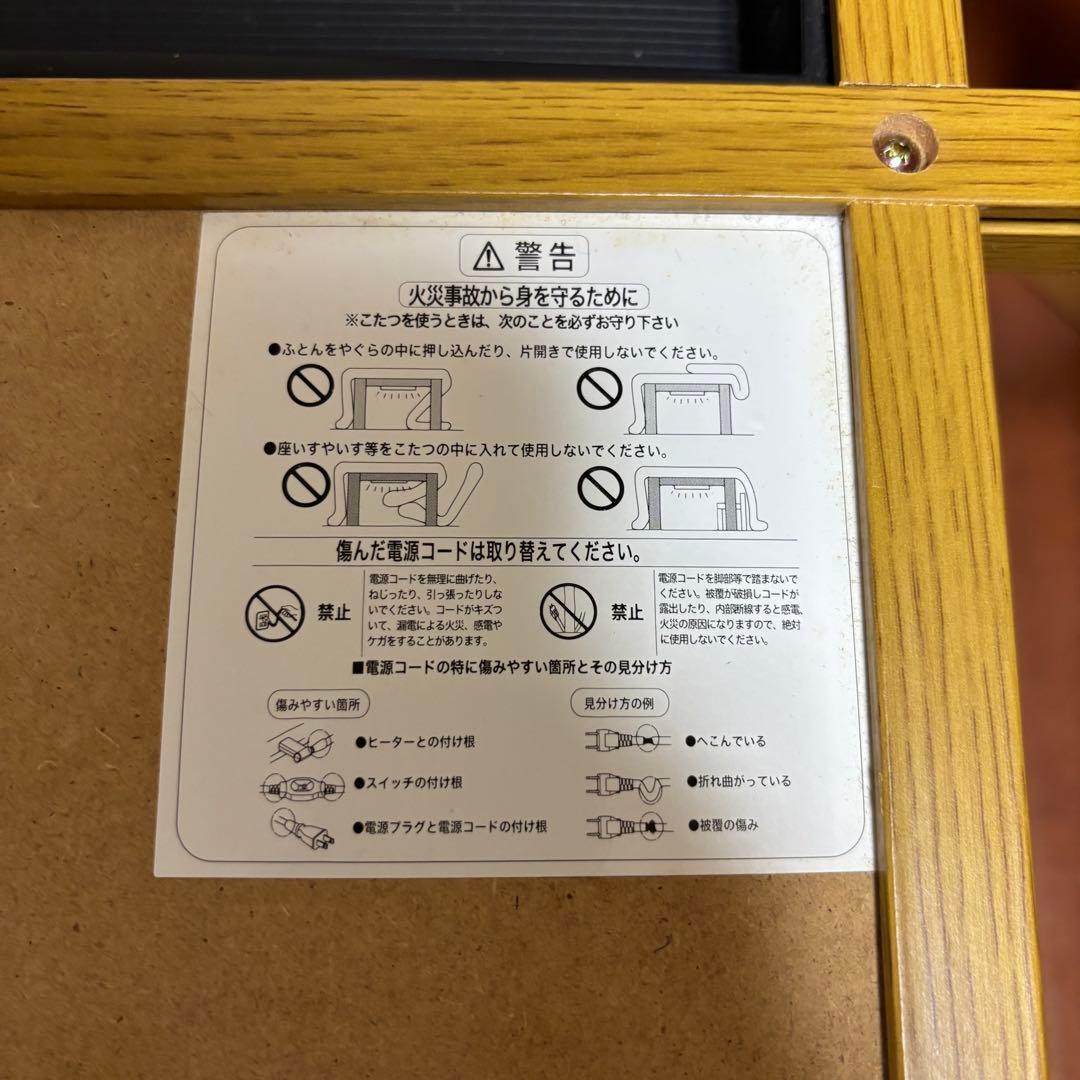 警告
火災事故から身を守るために
※こたつを使うときは、次のことを必ずお守り下さい
●ふとんをやぐらの中に押し込んだり、片開きで使用しないでください。
●座いすやいす等をこたつの中に入れて使用しないでください。
傷んだ電源コードは取り替えてください。
禁止
電源コードを無理に曲げたり、
ねじったり、引っ張ったりしな
いでください。コードがキズつ
いて、漏電による火災、感電や
ケガをすることがあります。
禁止
電源コードを脚部等で踏まないで
ください。被覆が破損しコードが
露出したり、内部断線すると感電、
火災の原因になりますので、絶対
に使用しないでください。
■電源コードの特に傷みやすい箇所とその見分け方
傷みやすい箇所
●ヒーターとの付け根
●スイッチの付け根
●電源プラグと電源コードの付け根
見分け方の例
●へこんでいる
●折れ曲がっている
●被覆の傷み